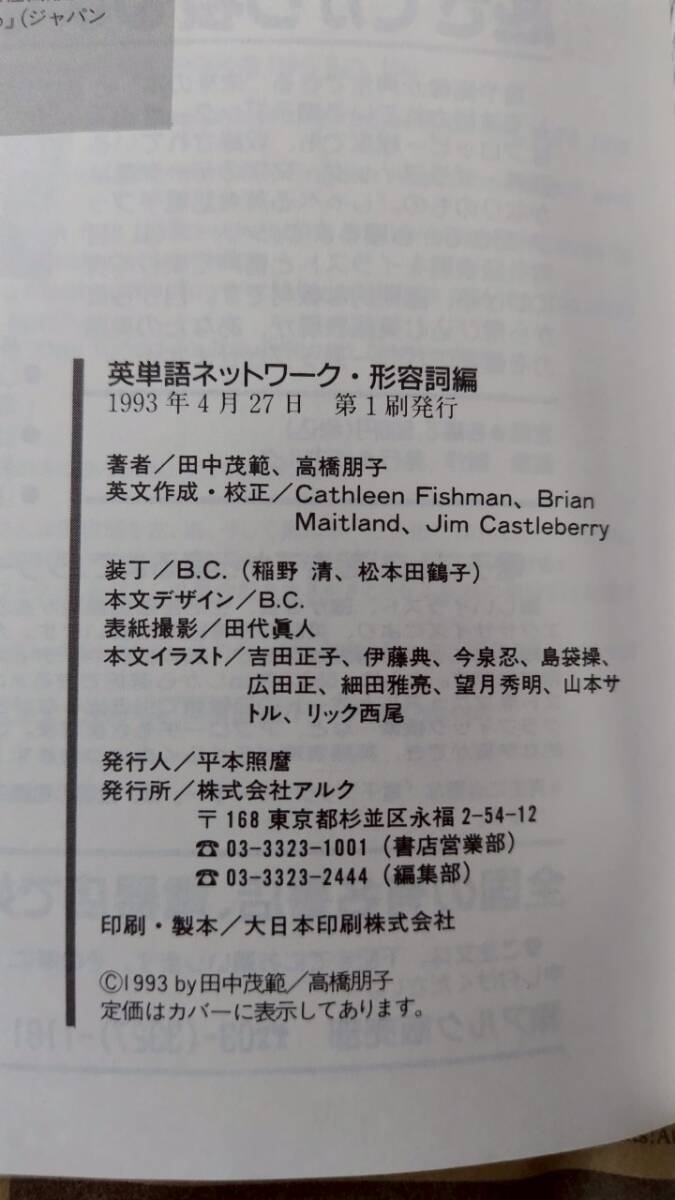 」(ジャパン
英単語ネットワーク・形容詞編
1993年4月27日　第1刷発行
著者／田中茂範、高橋朋子
英文作成・校正／Cathleen Fishman、Brian
Maitland、Jim Castleberry
装丁／B.C.（稲野 清、松本田鶴子）
本文デザイン／B.C.
表紙撮影／田代眞人
本文イラスト／吉田正子、伊藤典、今泉忍、島袋操、
広田正、細田雅亮、望月秀明、山本サ
トル、リック西尾
発行人／平本照麿
発行所／株式会社アルク
〒168 東京都杉並区永福2-54-12
☎03-3323-1001（書店営業部）
☎03-3323-2444（編集部）
印刷・製本／大日本印刷株式会社
©1993 by 田中茂範／高橋朋子
定価はカバーに表示してあります。